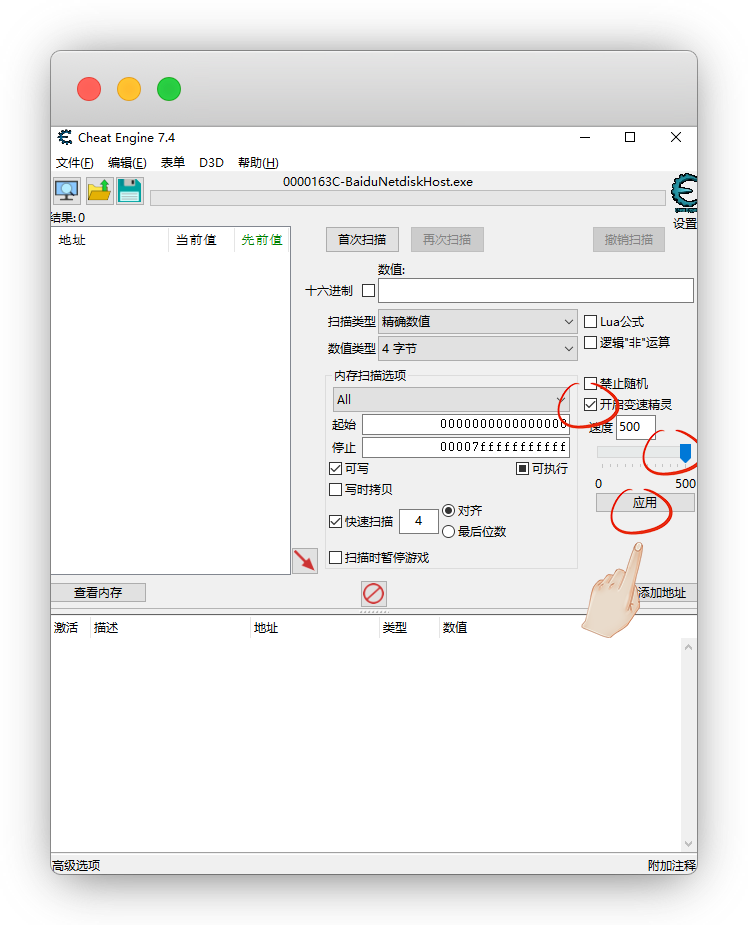 Cheat Engine 7.4
文件(F) 编辑(E) 表单 D3D 帮助(H)
0000163C-BaiduNetdiskHost.exe
结果: 0
设置
地址 当前值 先前值
首次扫描 再次扫描 撤销扫描
数值:
十六进制
扫描类型 精确数值
Lua公式
数值类型 4 字节
逻辑"非"运算
内存扫描选项
All
禁止随机
开启变速精灵
起始 0000000000000000
速度 500
停止 00007fffffffffff
可写 可执行
0 500
写时拷贝
应用
快速扫描 4 对齐
最后位数
扫描时暂停游戏
查看内存 添加地址
激活 描述 地址 类型 数值
高级选项 附加注释